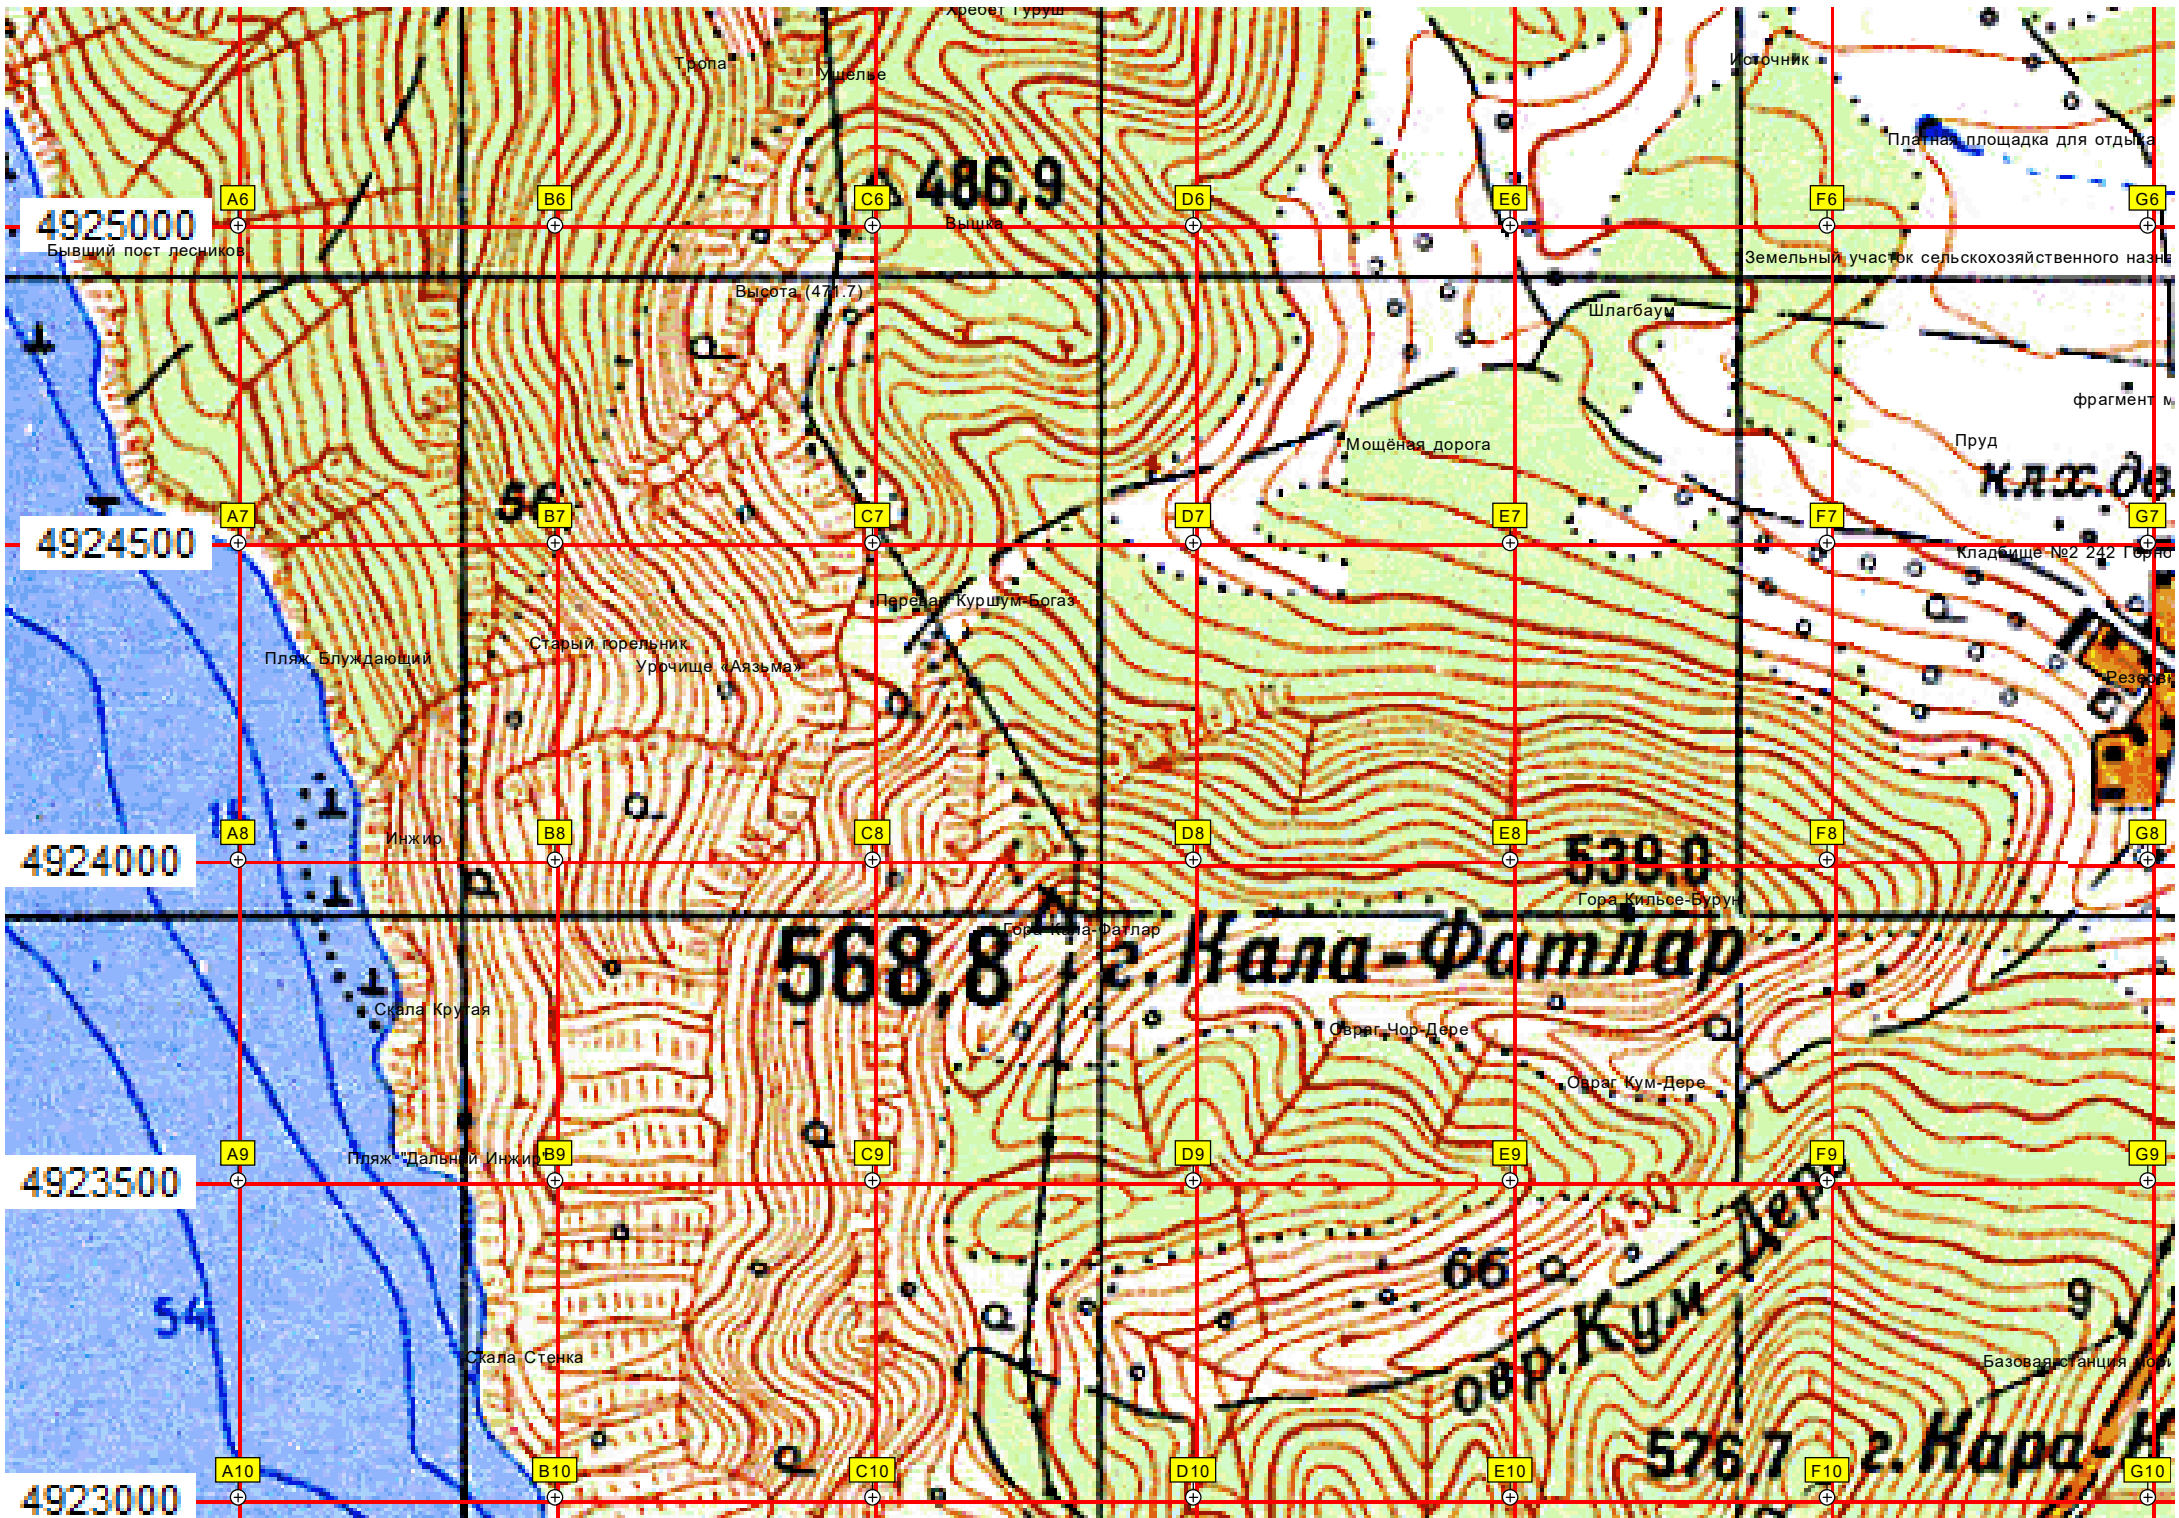 Хребет Гуруш
Тропа
Ущелье
Источник
Платная площадка для отдыха
486,9
A6
B6
C6
D6
E6
F6
G6
4925000
Вышка
Бывший пост лесников
Земельный участок сельскохозяйственного
Высота (471.7)
Шлагбаум
фрагмент
Мощёная дорога
Пруд
клх.дв
56
A7
B7
C7
D7
E7
F7
G7
4924500
Кладбище №2 242
Перевал Куршум-Богаз
Старый горельник
Пляж Блуждающий
Урочище «Аязьма»
Инжир
A8
B8
C8
D8
E8
F8
G8
4924000
539,0
Гора Кильсе-Бурун
Гора Кала-Фатлар
568,8
г.Кала-Фатлар
Скала Крутая
Овраг Чор-Дере
Овраг Кум-Дере
Пляж "Дальний Инжир"
A9
B9
C9
D9
E9
F9
G9
4923500
450
66
54
9
овр.Кум-Дере
Скала Стенка
Базовая станция
576,7
г.Кара-
A10
B10
C10
D10
E10
F10
G10
4923000